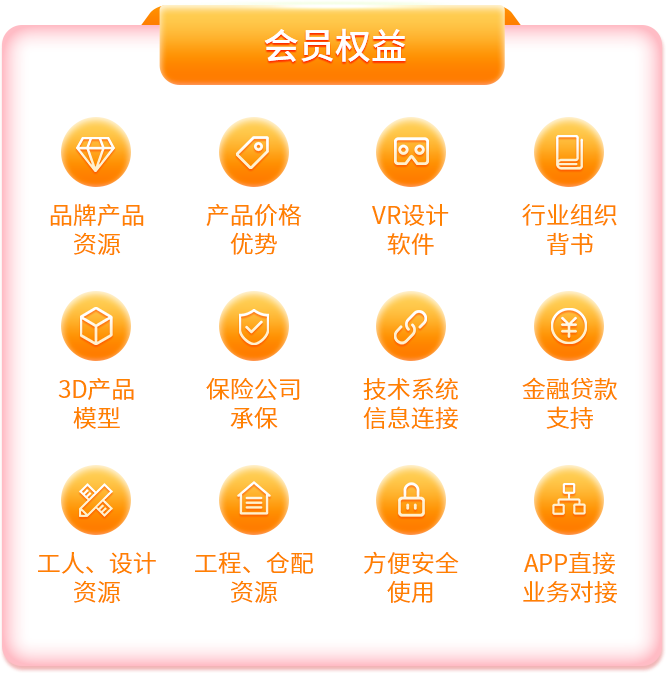 会员权益
品牌产品
资源
产品价格
优势
VR设计
软件
行业组织
背书
3D产品
模型
保险公司
承保
技术系统
信息连接
金融贷款
支持
工人、设计
资源
工程、仓配
资源
方便安全
使用
APP直接
业务对接